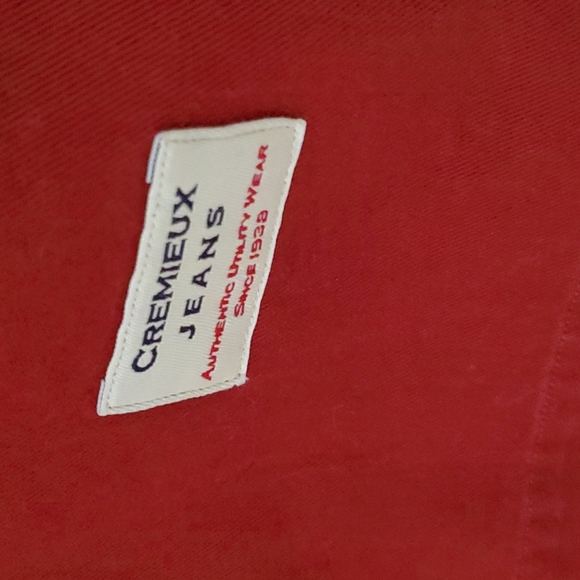 CREMIEUX
JEANS
AUTHENTIC UTILITY WEAR
SINCE 1938